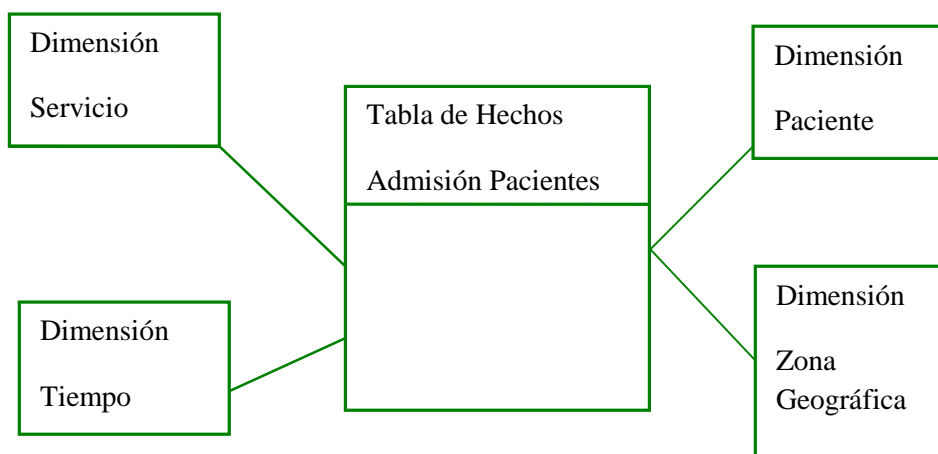 Dimensión
Servicio
Tabla de Hechos
Admisión Pacientes
Dimensión
Paciente
Dimensión
Tiempo
Dimensión
Zona
Geográfica